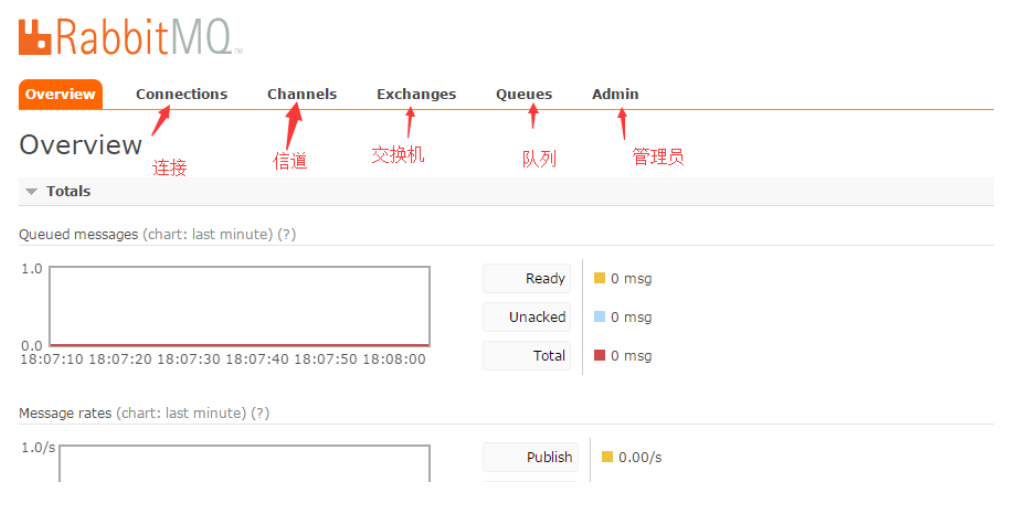 RabbitMQ™
Overview Connections Channels Exchanges Queues Admin
Overview
连接 信道 交换机 队列 管理员
Totals
Queued messages (chart: last minute) (?)
1.0
Ready 0 msg
Unacked 0 msg
0.0
Total 0 msg
18:07:10 18:07:20 18:07:30 18:07:40 18:07:50 18:08:00
Message rates (chart: last minute) (?)
1.0/s
Publish 0.00/s